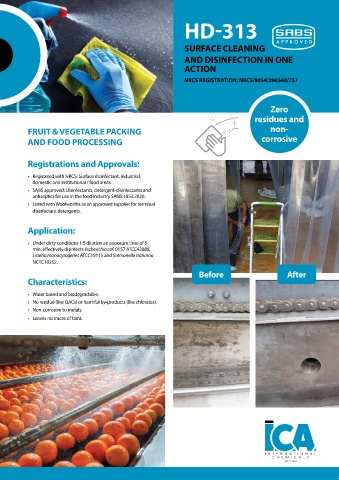 HD-313
SABS
APPROVED
SURFACE CLEANING
AND DISINFECTION IN ONE
ACTION
NRCS REGISTRATION: NRCS/8054/296543/757
Zero
residues and
non-
corrosive
FRUIT & VEGETABLE PACKING
AND FOOD PROCESSING
Registrations and Approvals:
• Registered with NRCS: Surface disinfectant, industrial,
domestic and institutional / food areas.
• SABS approved: Disinfectants, detergent-disinfectants and
antiseptics for use in the food industry SANS 1853:2020.
• Listed with Woolworths as an approved supplier for terminal
disinfectant detergents.
Application:
• Under dirty conditions 1:5 dilution an exposure time of 5
min. effectively disinfects Escherichia coli 0157 ATCC43888,
Listeria monocytogenes ATCC19115 and Salmonella
NCTC10252.
Characteristics:
• Water based and biodegradable.
• No residue (like QACs) or harmful by-products (like chlorates).
• Non-corrosive to metals.
• Leaves no traces of taint.
Before
After
ICA
INTERNATIONAL
CHEMICALS